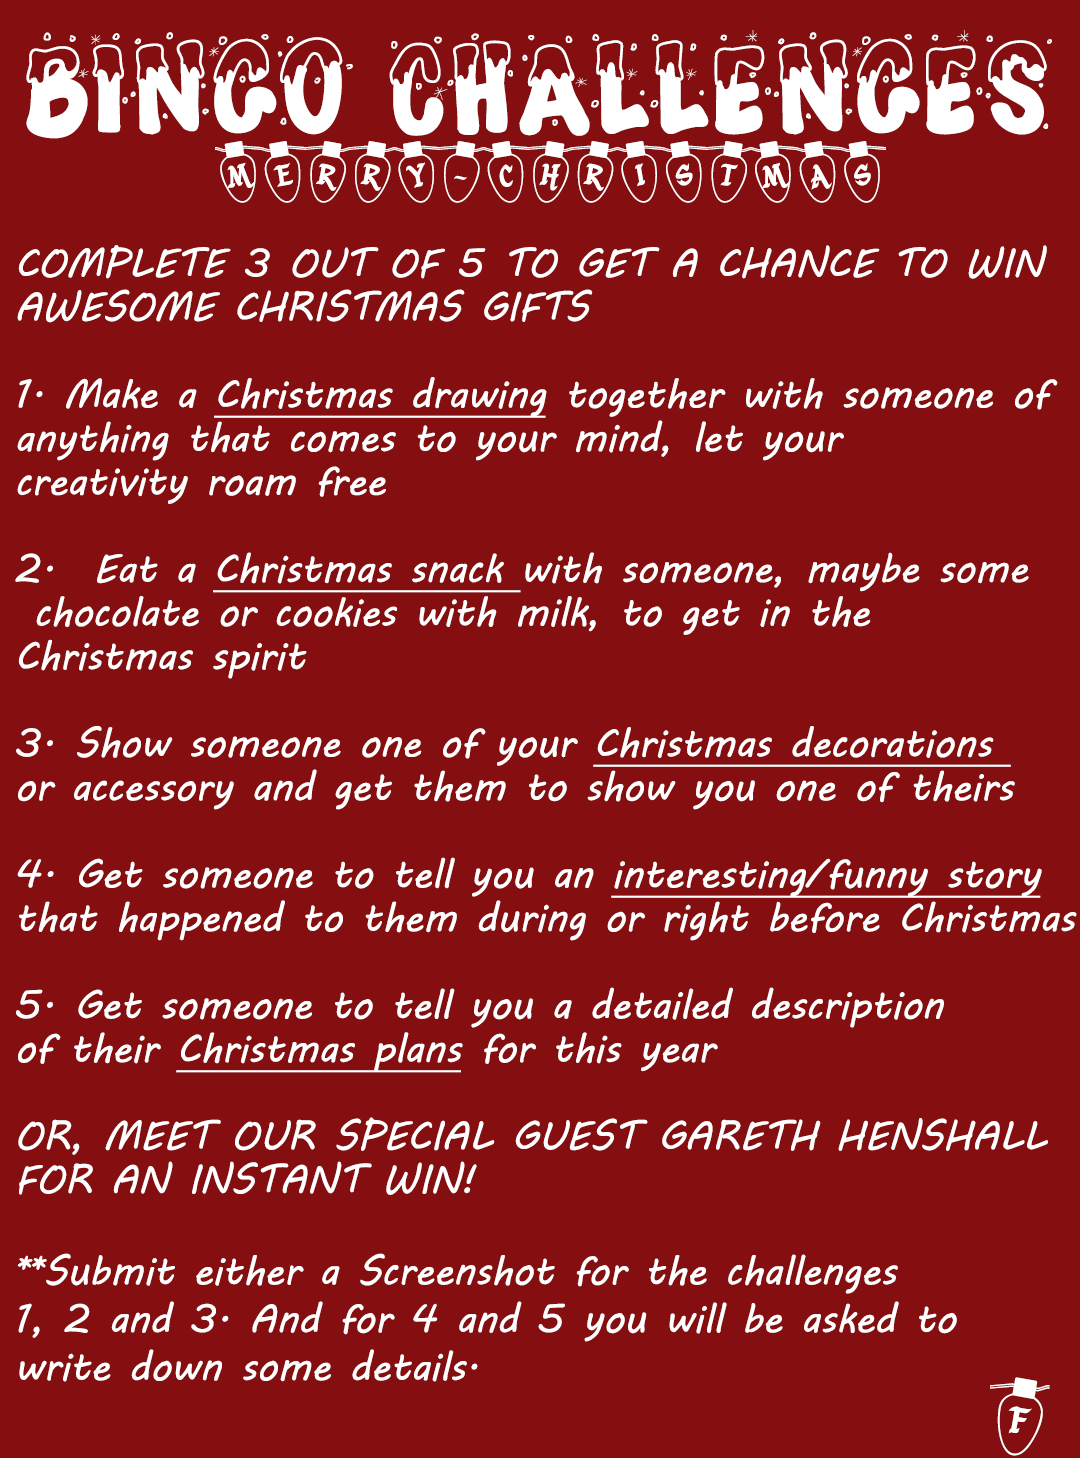 BINGO CHALLENGES
MERRY-CHRISTMAS
COMPLETE 3 OUT OF 5 TO GET A CHANCE TO WIN
AWESOME CHRISTMAS GIFTS
1. Make a Christmas drawing together with someone of
anything that comes to your mind, let your
creativity roam free
2. Eat a Christmas snack with someone, maybe some
chocolate or cookies with milk, to get in the
Christmas spirit
3. Show someone one of your Christmas decorations
or accessory and get them to show you one of theirs
4. Get someone to tell you an interesting/funny story
that happened to them during or right before Christmas
5. Get someone to tell you a detailed description
of their Christmas plans for this year
OR, MEET OUR SPECIAL GUEST GARETH HENSHALL
FOR AN INSTANT WIN!
**Submit either a Screenshot for the challenges
1, 2 and 3. And for 4 and 5 you will be asked to
write down some details.
F